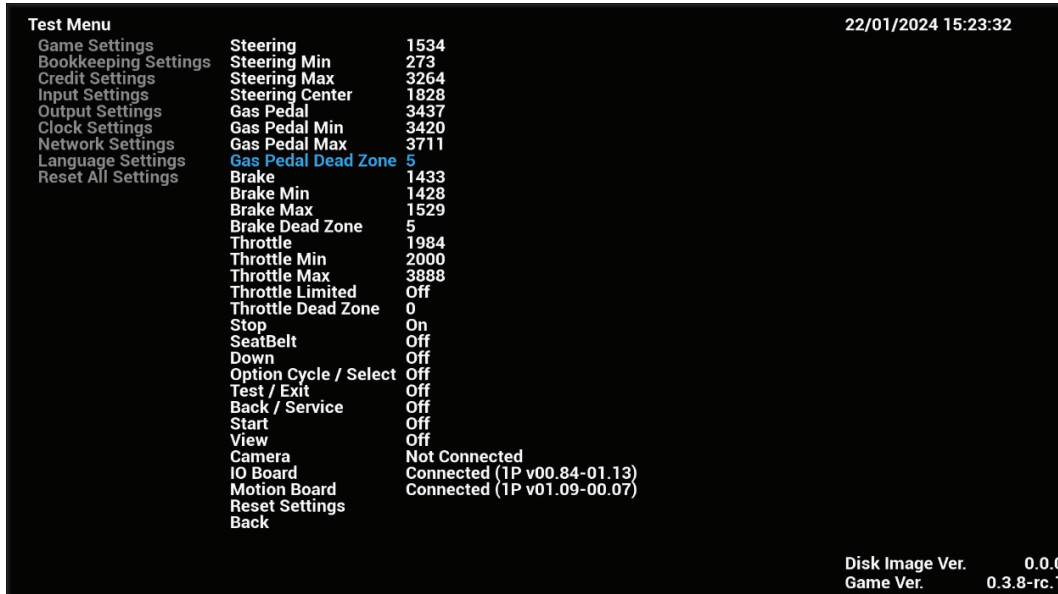 Test Menu 22/01/2024 15:23:32
Game Settings Steering 1534
Bookkeeping Settings Steering Min 273
Credit Settings Steering Max 3264
Input Settings Steering Center 1828
Output Settings Gas Pedal 3437
Clock Settings Gas Pedal Min 3420
Network Settings Gas Pedal Max 3711
Language Settings Gas Pedal Dead Zone 5
Reset All Settings Brake 1433
Brake Min 1428
Brake Max 1529
Brake Dead Zone 5
Throttle 1984
Throttle Min 2000
Throttle Max 3888
Throttle Limited Off
Throttle Dead Zone 0
Stop On
SeatBelt Off
Down Off
Option Cycle / Select Off
Test / Exit Off
Back / Service Off
Start Off
View Off
Camera Not Connected
IO Board Connected (1P v00.84-01.13)
Motion Board Connected (1P v01.09-00.07)
Reset Settings
Back
Disk Image Ver. 0.0.
Game Ver. 0.3.8-rc.